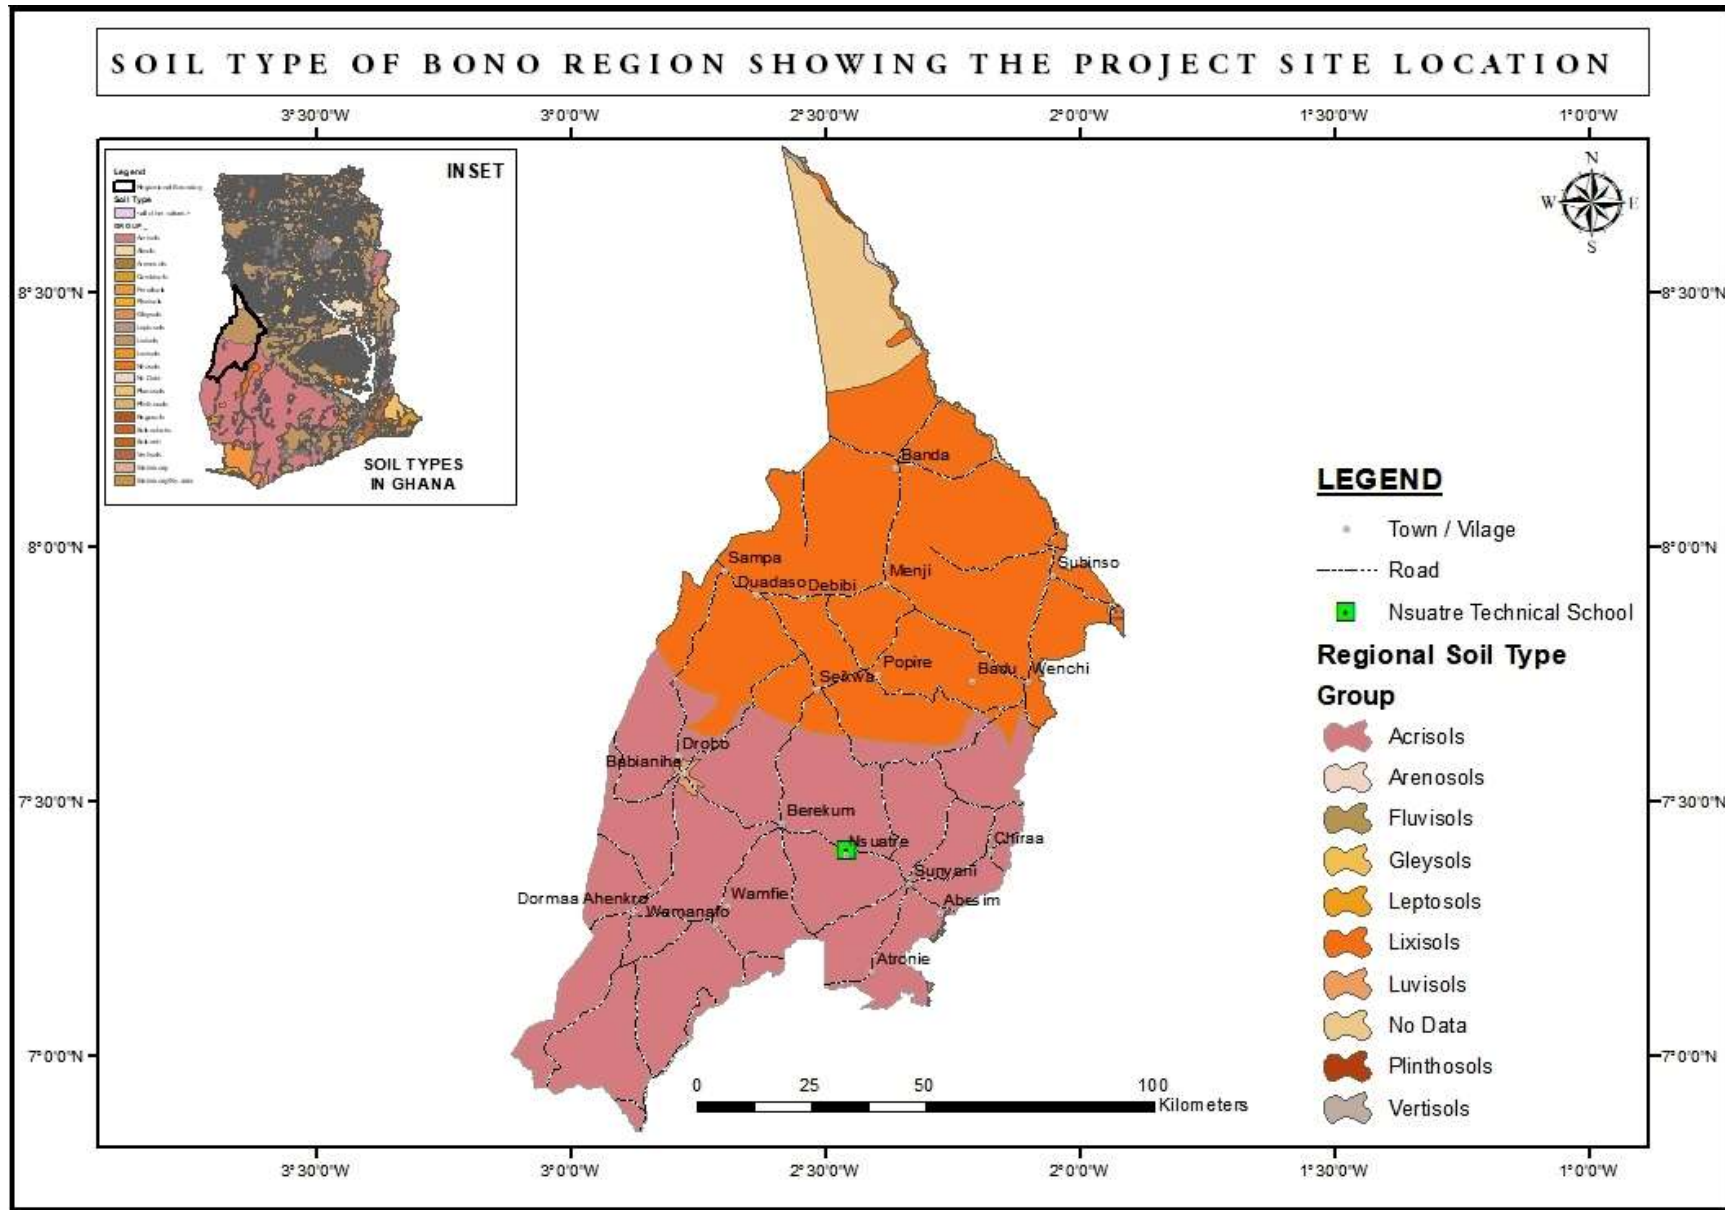 SOIL TYPE OF BONO REGION SHOWING THE PROJECT SITE LOCATION
3°30'0"W 3°0'0"W 2°30'0"W 2°0'0"W 1°30'0"W 1°0'0"W
INSET
Legend
Soil Type
SOIL TYPES
IN GHANA
N
W E
S
8°30'0"N 8°30'0"N
8°0'0"N 8°0'0"N
7°30'0"N 7°30'0"N
7°0'0"N 7°0'0"N
Banda
Sampa
Subinso
Duadaso Debibi
Menji
Popire
Badu Wenchi
Seikwa
Drobo
Babianiha
Berekum
Nsuatre
Chiraa
Sunyani
Wamfie
Dormaa Ahenkro
Abesim
Wamanafo
Atronie
LEGEND
Town / Vilage
Road
Nsuatre Technical School
Regional Soil Type
Group
Acrisols
Arenosols
Fluvisols
Gleysols
Leptosols
Lixisols
Luvisols
No Data
Plinthosols
Vertisols
0 25 50 100
Kilometers
3°30'0"W 3°0'0"W 2°30'0"W 2°0'0"W 1°30'0"W 1°0'0"W